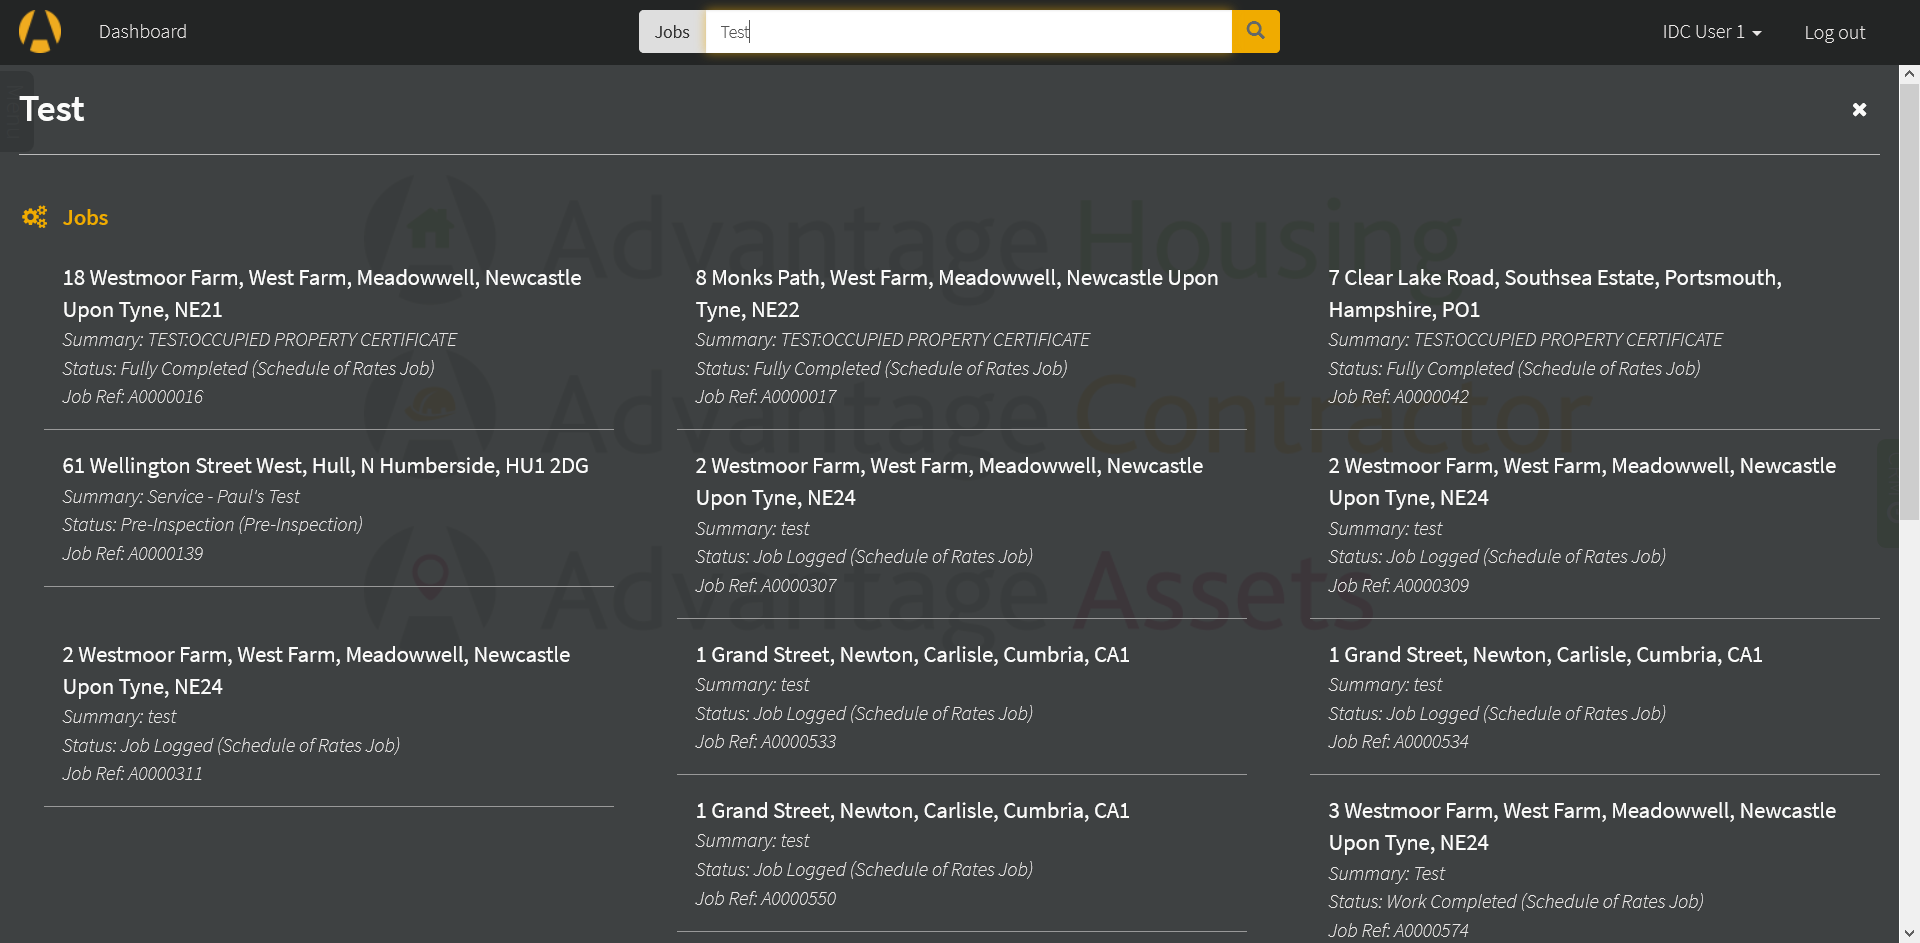 Dashboard
Jobs
Test
IDC User 1
Log out
Test
Jobs
Advantage Housing
Advantage Contractor
Advantage Assets
18 Westmoor Farm, West Farm, Meadowwell, Newcastle
Upon Tyne, NE21
Summary: TEST:OCCUPIED PROPERTY CERTIFICATE
Status: Fully Completed (Schedule of Rates Job)
Job Ref: A0000016
8 Monks Path, West Farm, Meadowwell, Newcastle Upon
Tyne, NE22
Summary: TEST:OCCUPIED PROPERTY CERTIFICATE
Status: Fully Completed (Schedule of Rates Job)
Job Ref: A0000017
7 Clear Lake Road, Southsea Estate, Portsmouth,
Hampshire, PO1
Summary: TEST:OCCUPIED PROPERTY CERTIFICATE
Status: Fully Completed (Schedule of Rates Job)
Job Ref: A0000042
61 Wellington Street West, Hull, N Humberside, HU1 2DG
Summary: Service - Paul's Test
Status: Pre-Inspection (Pre-Inspection)
Job Ref: A0000139
2 Westmoor Farm, West Farm, Meadowwell, Newcastle
Upon Tyne, NE24
Summary: test
Status: Job Logged (Schedule of Rates Job)
Job Ref: A0000307
2 Westmoor Farm, West Farm, Meadowwell, Newcastle
Upon Tyne, NE24
Summary: test
Status: Job Logged (Schedule of Rates Job)
Job Ref: A0000309
2 Westmoor Farm, West Farm, Meadowwell, Newcastle
Upon Tyne, NE24
Summary: test
Status: Job Logged (Schedule of Rates Job)
Job Ref: A0000311
1 Grand Street, Newton, Carlisle, Cumbria, CA1
Summary: test
Status: Job Logged (Schedule of Rates Job)
Job Ref: A0000533
1 Grand Street, Newton, Carlisle, Cumbria, CA1
Summary: test
Status: Job Logged (Schedule of Rates Job)
Job Ref: A0000534
1 Grand Street, Newton, Carlisle, Cumbria, CA1
Summary: test
Status: Job Logged (Schedule of Rates Job)
Job Ref: A0000550
3 Westmoor Farm, West Farm, Meadowwell, Newcastle
Upon Tyne, NE24
Summary: Test
Status: Work Completed (Schedule of Rates Job)
Job Ref: A0000574